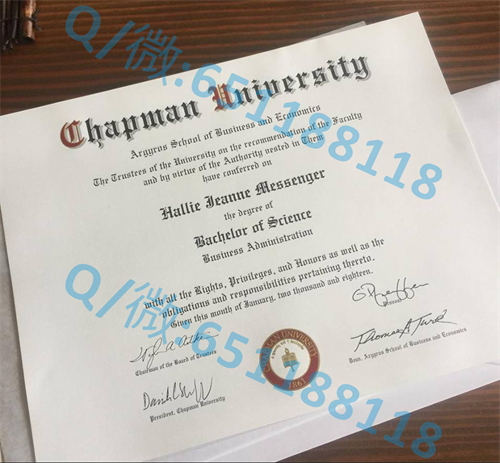 Q/微:651188118
Chapman University
Argyros School of Business and Economics
The Trustees of the University on the recommendation of the Faculty
and by virtue of the Authority vested in Them
have conferred on
Hallie Jeanne Messenger
the degree of
Bachelor of Science
Business Administration
with all the Rights, Privileges, and Honors as well as the
obligations and responsibilities pertaining thereto.
Given this month of January, two thousand and eighteen.
Chairman of the Board of Trustees
President, Chapman University
CHAPMAN UNIVERSITY
1861
Dean, Argyros School of Business and Economics
Q/微:651188118